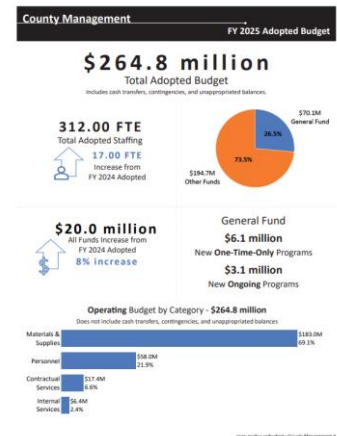 County Management
FY 2025 Adopted Budget
$264.8 million
Total Adopted Budget
Includes cash transfers, contingencies, and unappropriated balances.
312.00 FTE
Total Adopted Staffing
17.00 FTE
Increase from
FY 2024 Adopted
$70.1M
General Fund
26.5%
73.5%
$194.7M
Other Funds
$20.0 million
All Funds Increase from
FY 2024 Adopted
8% increase
General Fund
$6.1 million
New One-Time-Only Programs
$3.1 million
New Ongoing Programs
Operating Budget by Category - $264.8 million
Does not include cash transfers, contingencies, and unappropriated balances
Materials &
Supplies
$183.0M
69.1%
Personnel
$58.0M
21.9%
Contractual
Services
$17.4M
6.6%
Internal
Services
$6.4M
2.4%